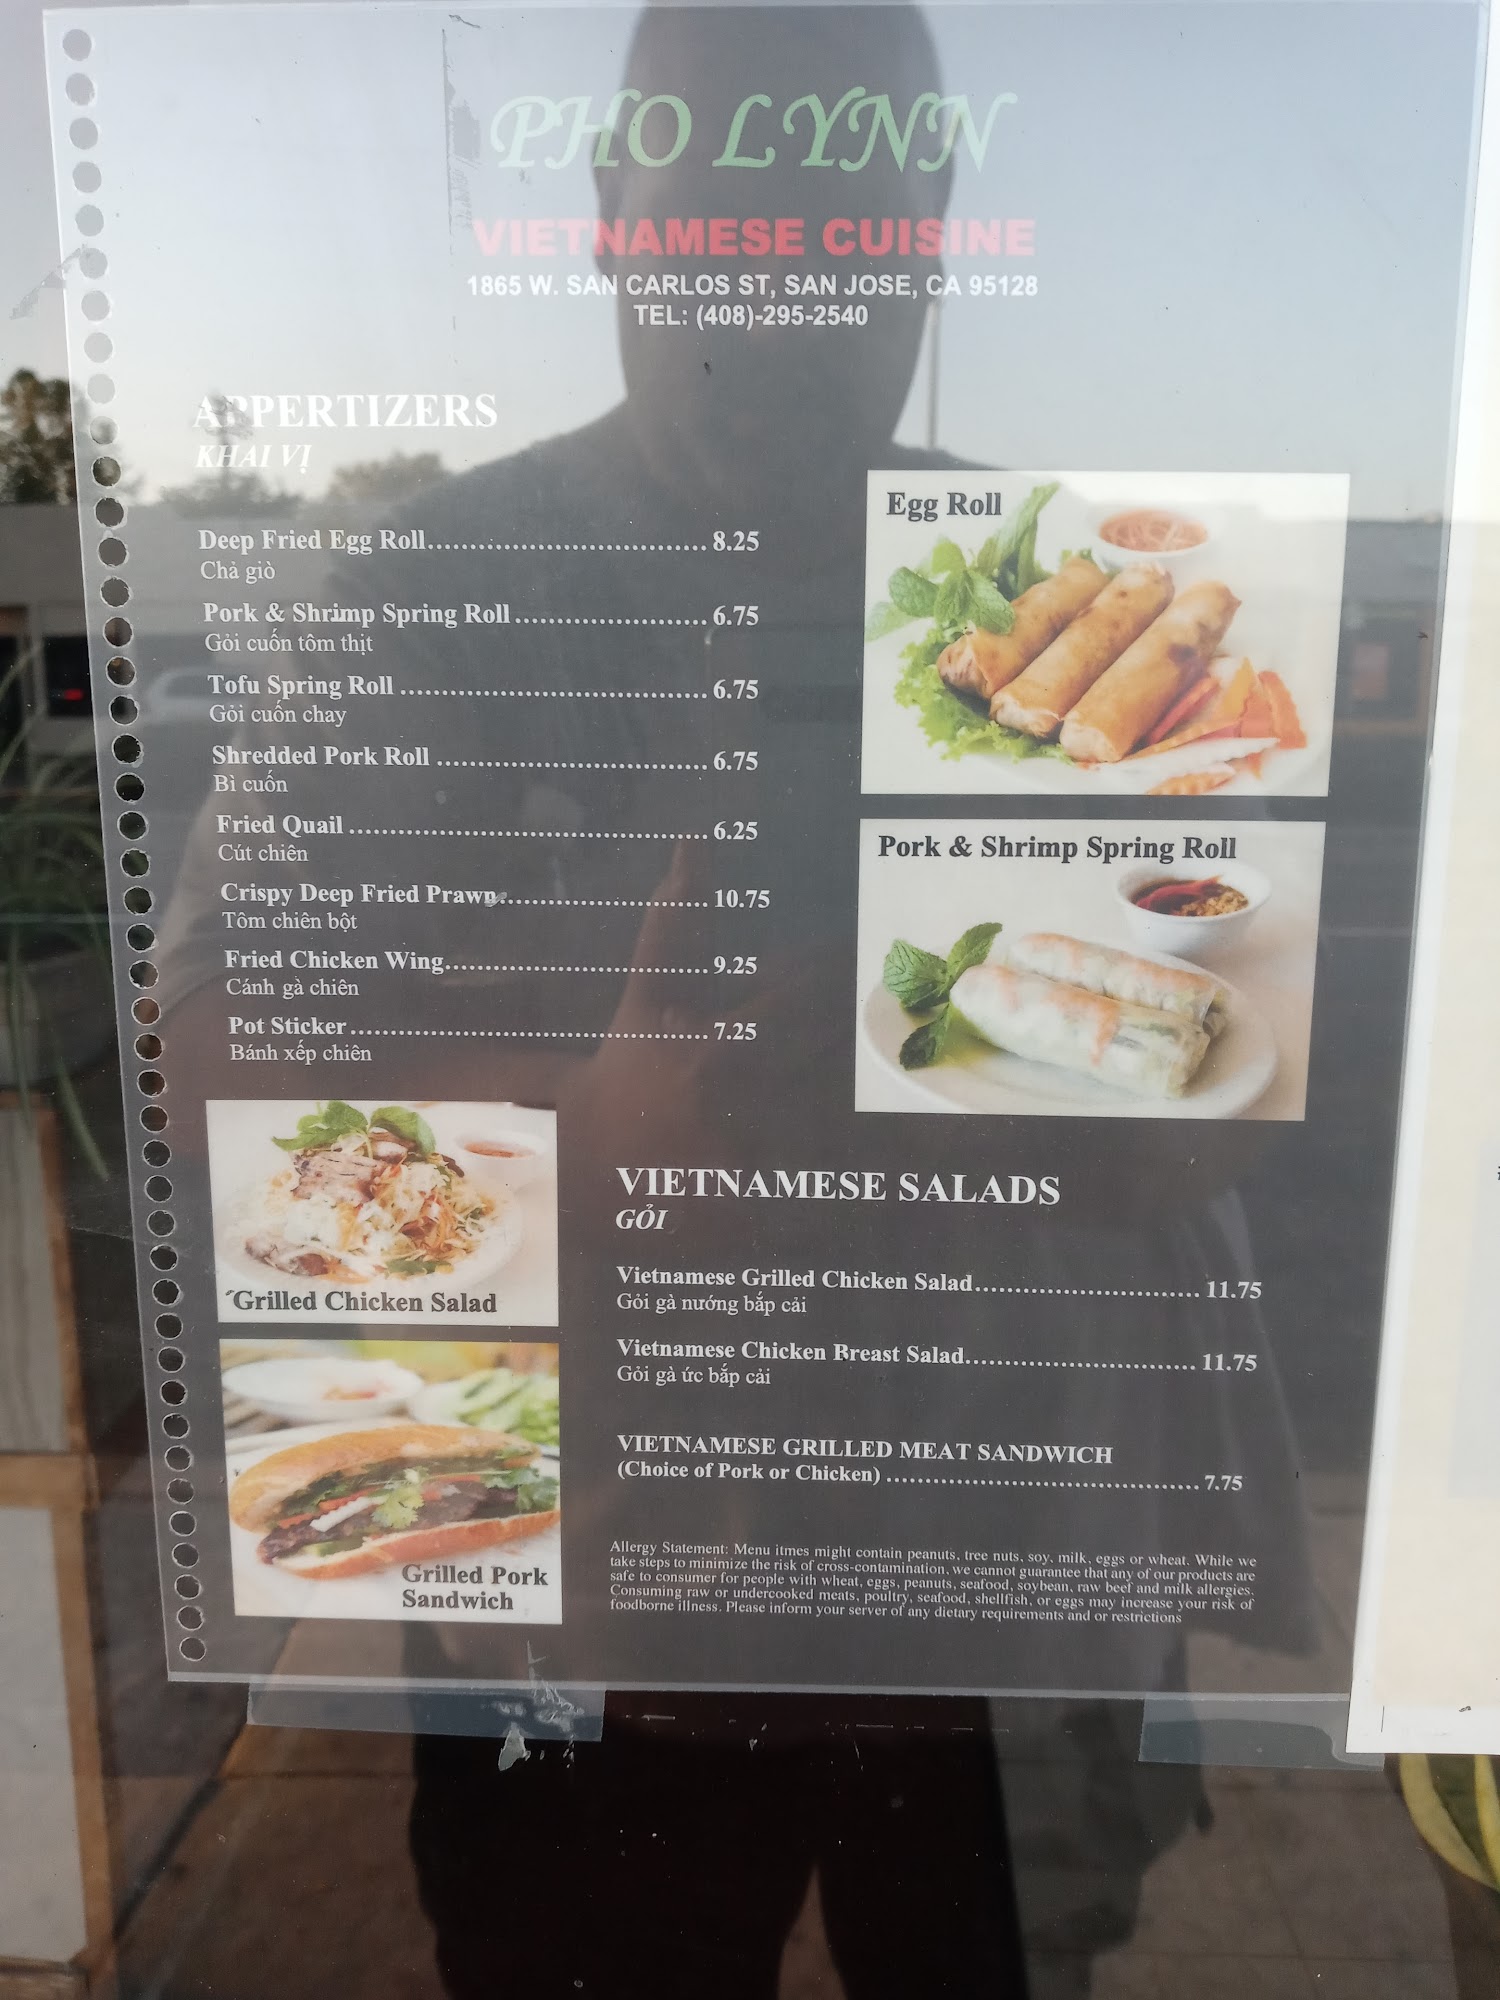 PHO LYNN
VIETNAMESE CUISINE
1865 W. SAN CARLOS ST, SAN JOSE, CA 95128
TEL: (408)-295-2540
APPERTIZERS
KHAI VỊ
Deep Fried Egg Roll.................................. 8.25
Chả giò
Pork & Shrimp Spring Roll........................ 6.75
Gỏi cuốn tôm thịt
Tofu Spring Roll ...................................... 6.75
Gỏi cuốn chay
Shredded Pork Roll ................................. 6.75
Bì cuốn
Fried Quail ............................................. 6.25
Cút chiên
Crispy Deep Fried Prawn.......................... 10.75
Tôm chiên bột
Fried Chicken Wing................................. 9.25
Cánh gà chiên
Pot Sticker............................................. 7.25
Bánh xếp chiên
Egg Roll
Pork & Shrimp Spring Roll
Grilled Chicken Salad
Grilled Pork
Sandwich
VIETNAMESE SALADS
GỎI
Vietnamese Grilled Chicken Salad............................ 11.75
Gỏi gà nướng bắp cải
Vietnamese Chicken Breast Salad............................. 11.75
Gỏi gà ức bắp cải
VIETNAMESE GRILLED MEAT SANDWICH
(Choice of Pork or Chicken) ....................................... 7.75
Allergy Statement: Menu itmes might contain peanuts, tree nuts, soy, milk, eggs or wheat. While we
take steps to minimize the risk of cross-contamination, we cannot guarantee that any of our products are
safe to consumer for people with wheat, eggs, peanuts, seafood, soybean, raw beef and milk allergies.
Consuming raw or undercooked meats, poultry, seafood, shellfish, or eggs may increase your risk of
foodborne illness. Please inform your server of any dietary requirements and or restrictions